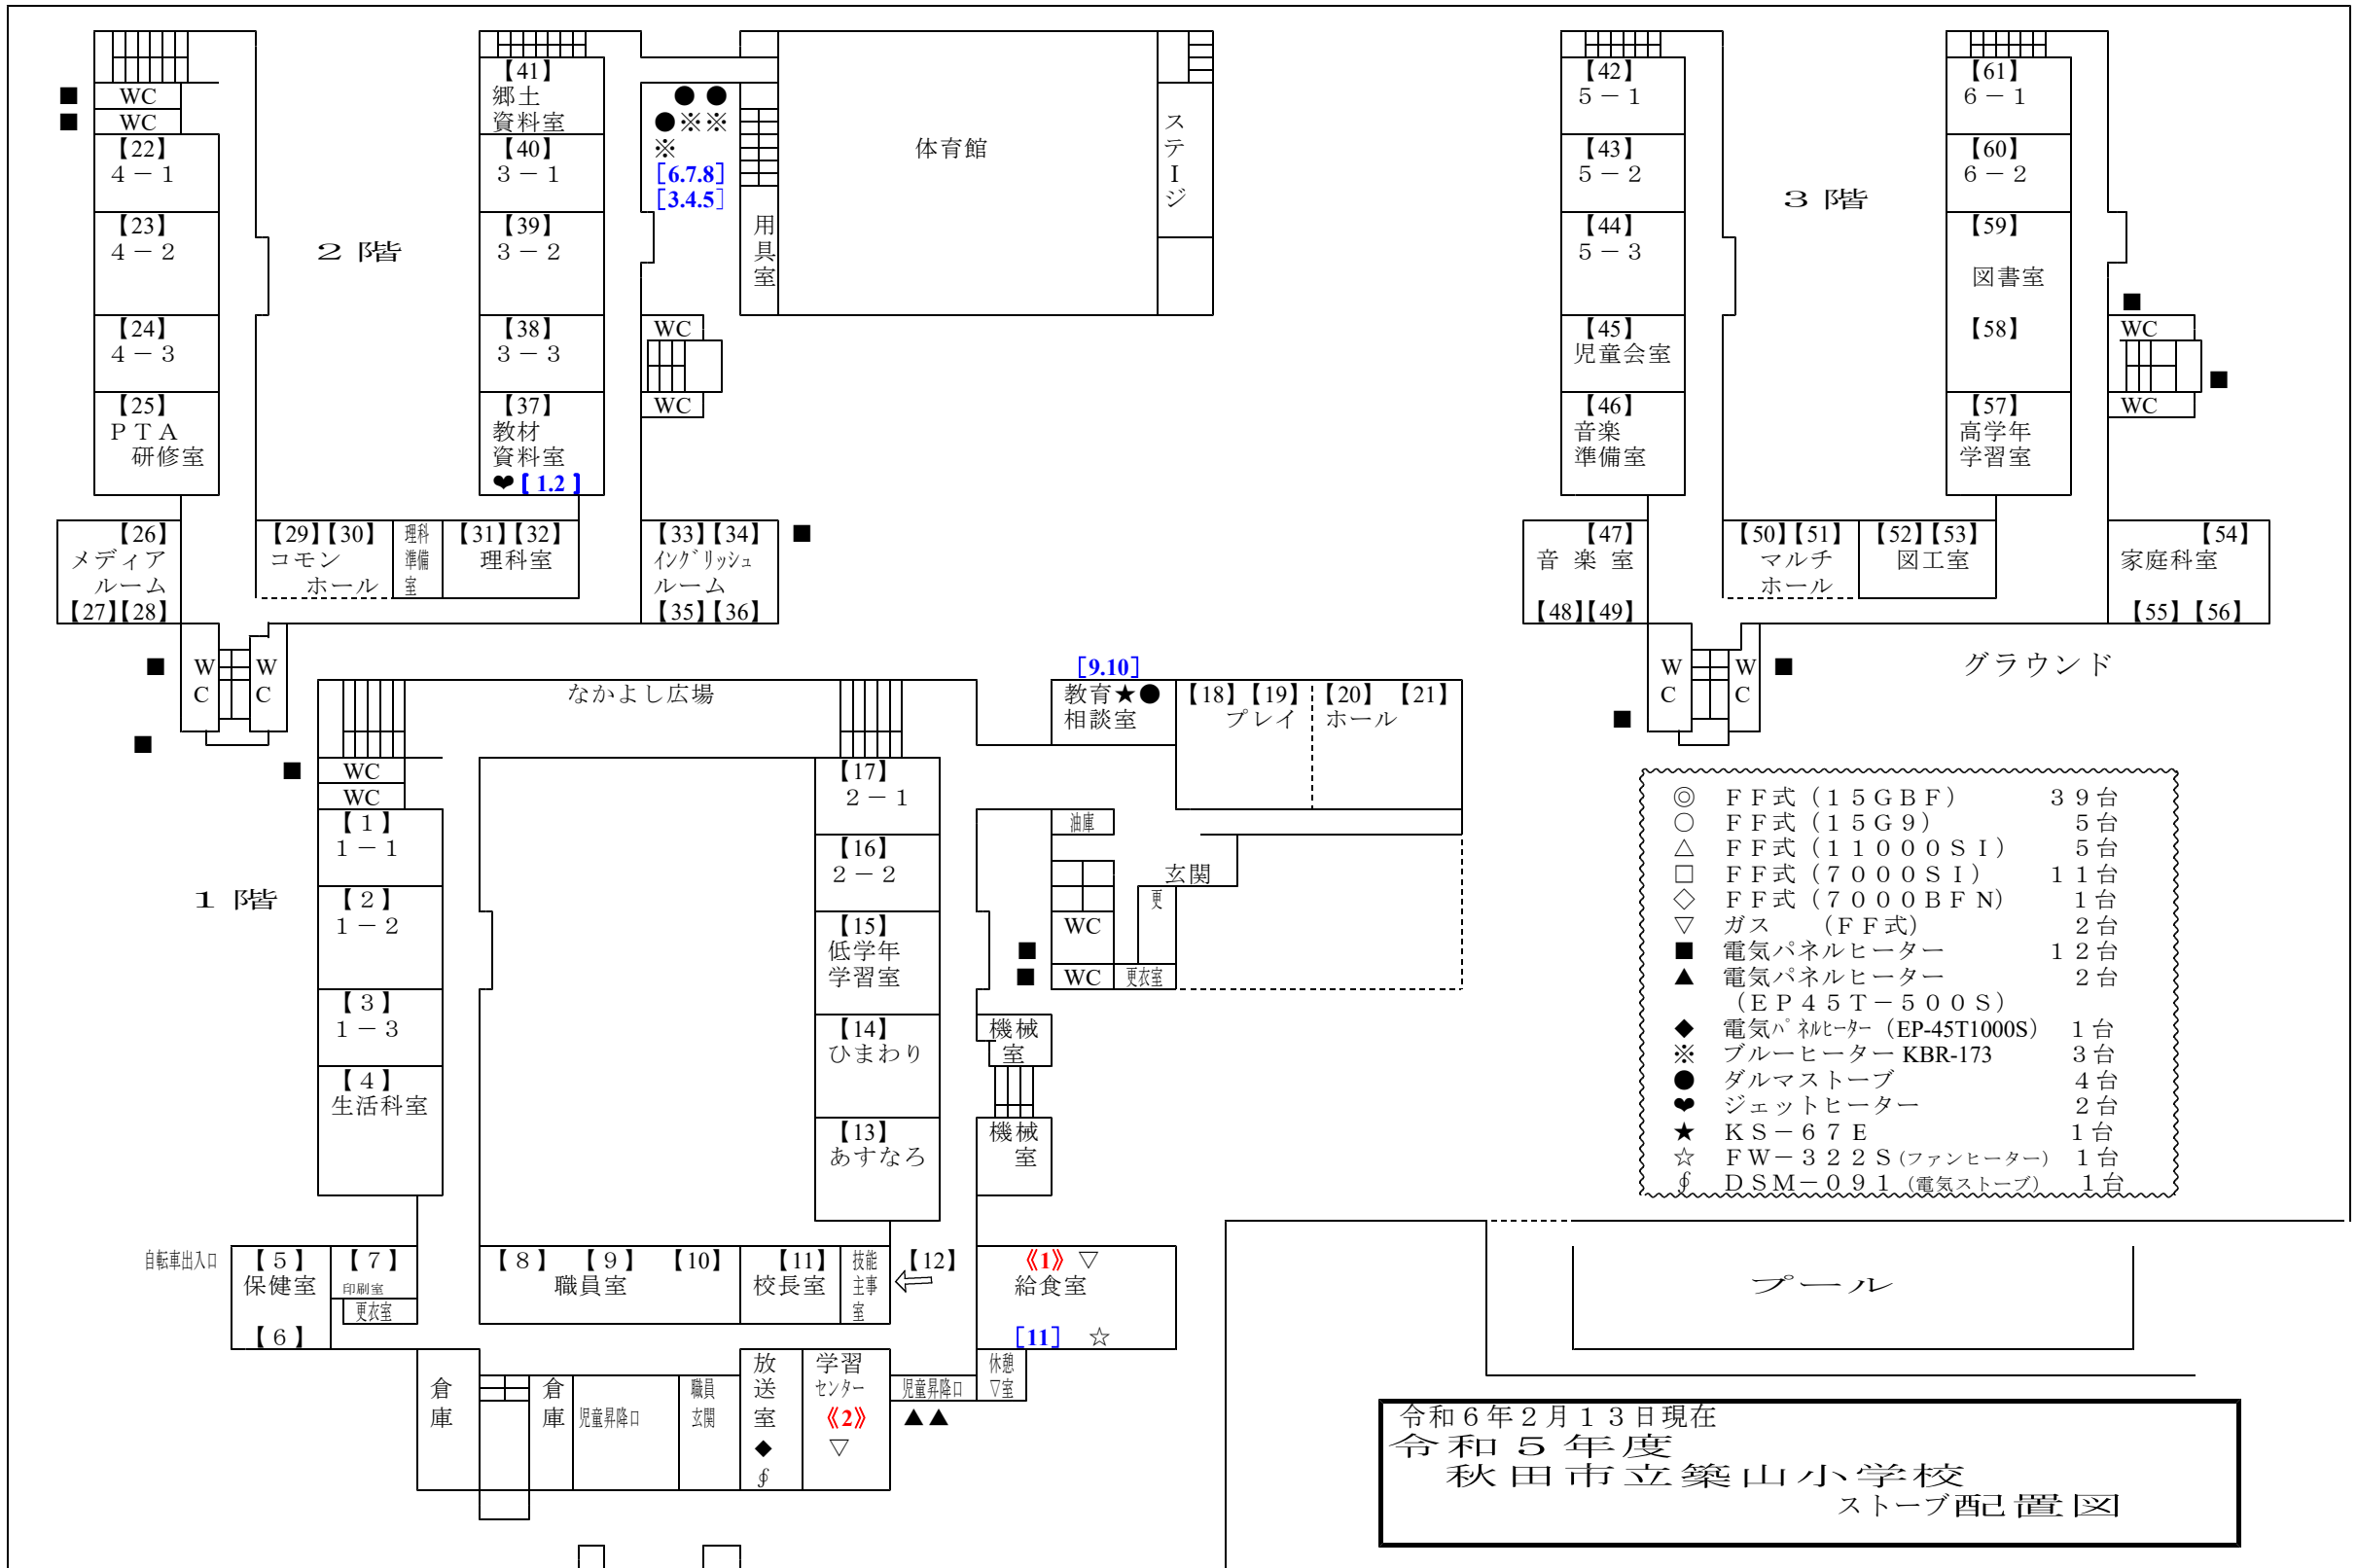 WC
WC
【22】
４－１
【23】
４－２
【24】
４－３
【25】
ＰＴＡ
研修室
２階
【41】
郷土
資料室
【40】
３－１
【39】
３－２
【38】
３－３
【37】
教材
資料室
❤[ 1.2 ]
●●
●※※
※
[6.7.8]
[3.4.5]
用具室
体育館
ステｌジ
WC
WC
【26】
メディア
ルーム
【27】【28】
【29】【30】
コモン
ホール
理科
準備
室
【31】【32】
理科室
【33】【34】
イングリッシュ
ルーム
【35】【36】
WC
WC
【42】
５－１
【43】
５－２
【44】
５－３
【45】
児童会室
【46】
音楽
準備室
３階
【61】
６－１
【60】
６－２
【59】
図書室
【58】
【57】
高学年
学習室
WC
WC
【47】
音楽室
【48】【49】
【50】【51】
マルチ
ホール
【52】【53】
図工室
【54】
家庭科室
【55】【56】
WC
WC
グラウンド
１階
なかよし広場
WC
WC
【１】
１－１
【２】
１－２
【３】
１－３
【４】
生活科室
【17】
２－１
【16】
２－２
【15】
低学年
学習室
【14】
ひまわり
【13】
あすなろ
[9.10]
教育★●
相談室
【18】【19】
プレイ
【20】【21】
ホール
油庫
玄関
更
WC
WC
更衣室
機械
室
機械
室
自転車出入口
【５】
保健室
【６】
【７】
印刷室
更衣室
【８】【９】【10】
職員室
【11】
校長室
技能
主事
室
【12】
⇦
《1》▽
給食室
[11] ☆
休憩
▽室
倉庫
倉庫
児童昇降口
職員
玄関
放送室
◆
∮
学習
センター
《2》
▽
児童昇降口
▲▲
◎ ＦＦ式（１５ＧＢＦ） ３９台
○ ＦＦ式（１５Ｇ９） ５台
△ ＦＦ式（１１０００ＳＩ） ５台
□ ＦＦ式（７０００ＳＩ） １１台
◇ ＦＦ式（７０００ＢＦＮ） １台
▽ ガス （ＦＦ式） ２台
■ 電気パネルヒーター １２台
▲ 電気パネルヒーター ２台
（ＥＰ４５Ｔ－５００Ｓ）
◆ 電気パネルヒーター（EP-45T1000S） １台
※ ブルーヒーター KBR-173 ３台
● ダルマストーブ ４台
❤ ジェットヒーター ２台
★ ＫＳ－６７Ｅ １台
☆ ＦＷ－３２２Ｓ（ファンヒーター） １台
∮ ＤＳＭ－０９１（電気ストーブ） １台
プール
令和６年２月１３日現在
令和５年度
秋田市立築山小学校
ストーブ配置図